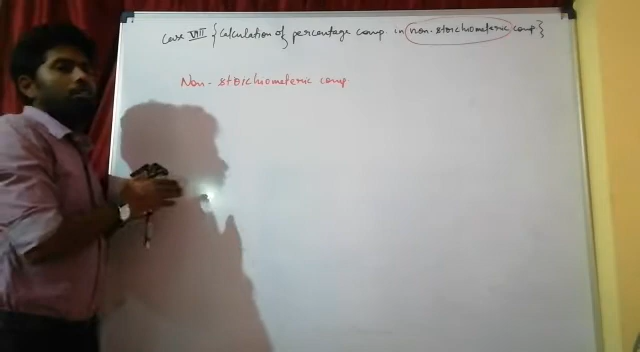 Case VIII {Calculation of percentage comp. in non-stoichiometric comp}
Non-stoichiometric comp.